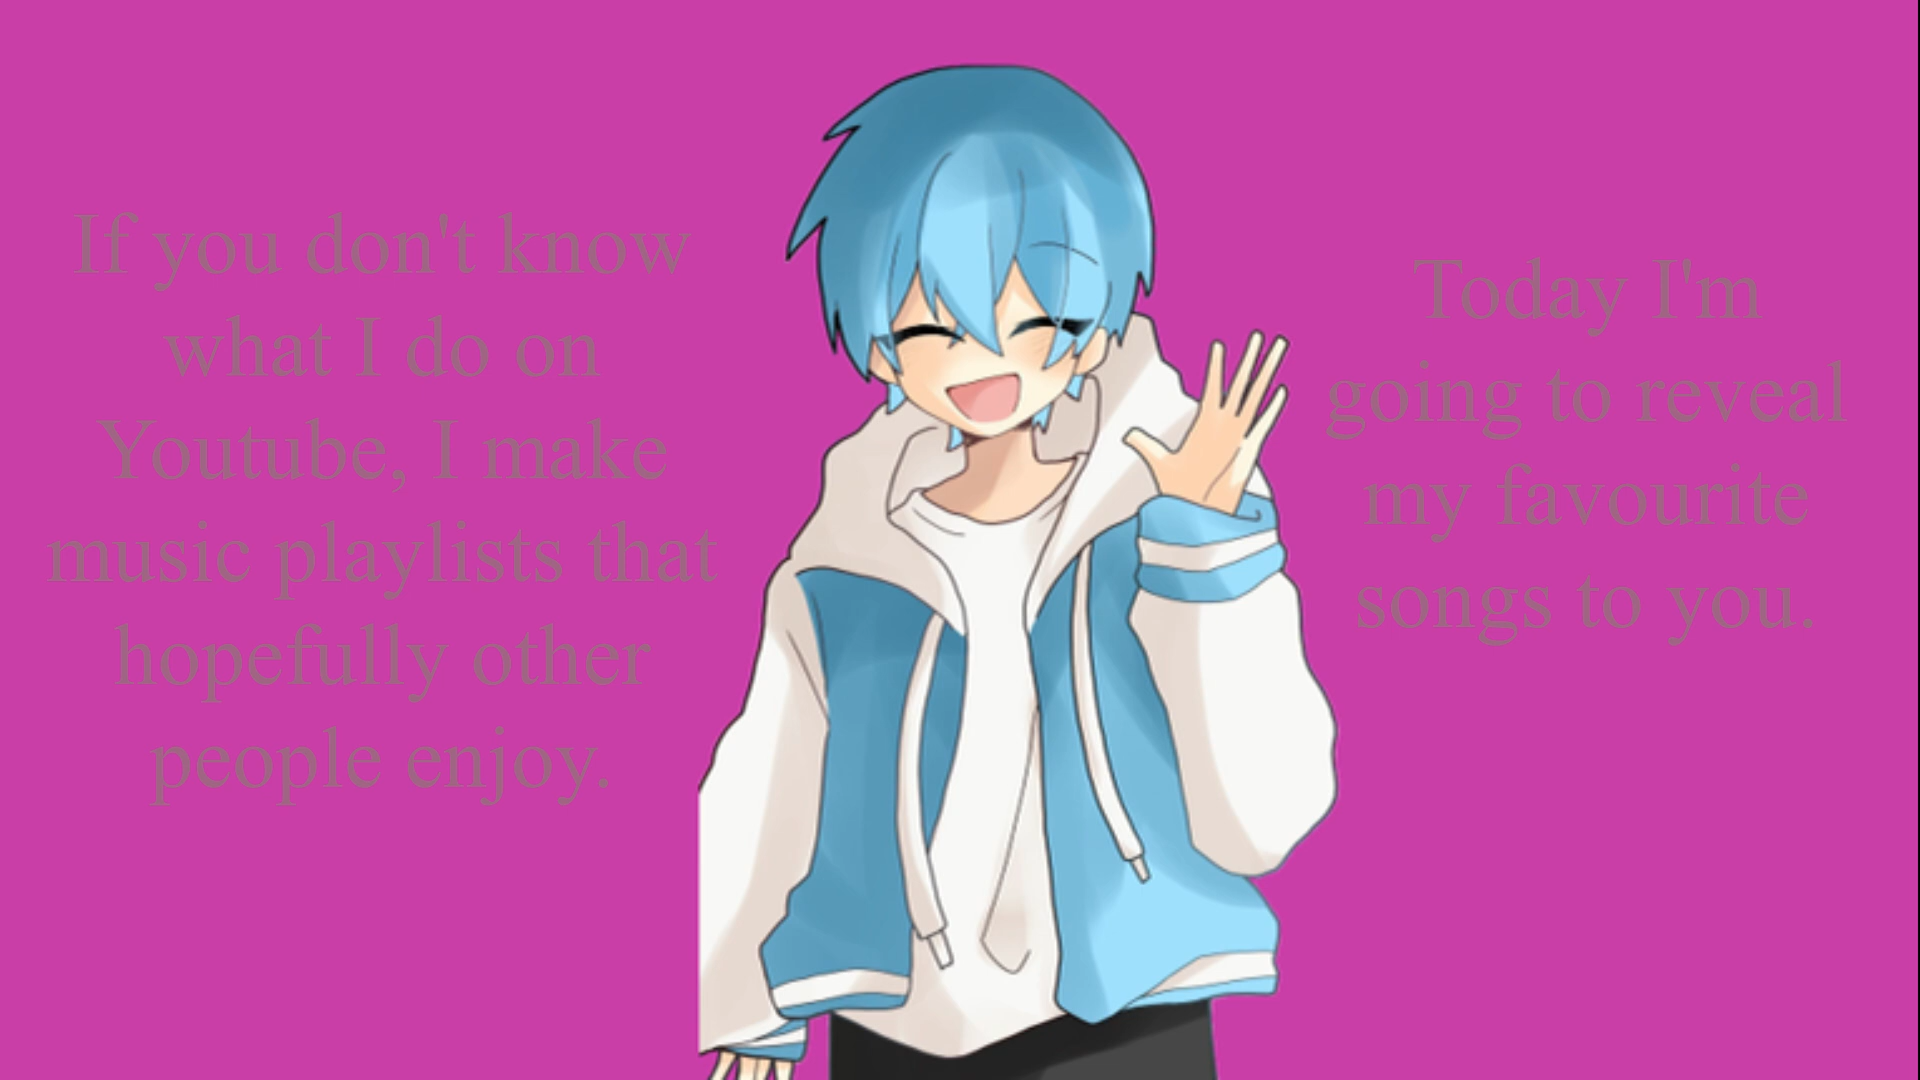 If you don't know
what I do on
Youtube, I make
music playlists that
hopefully other
people enjoy.
Today I'm
going to reveal
my favourite
songs to you.